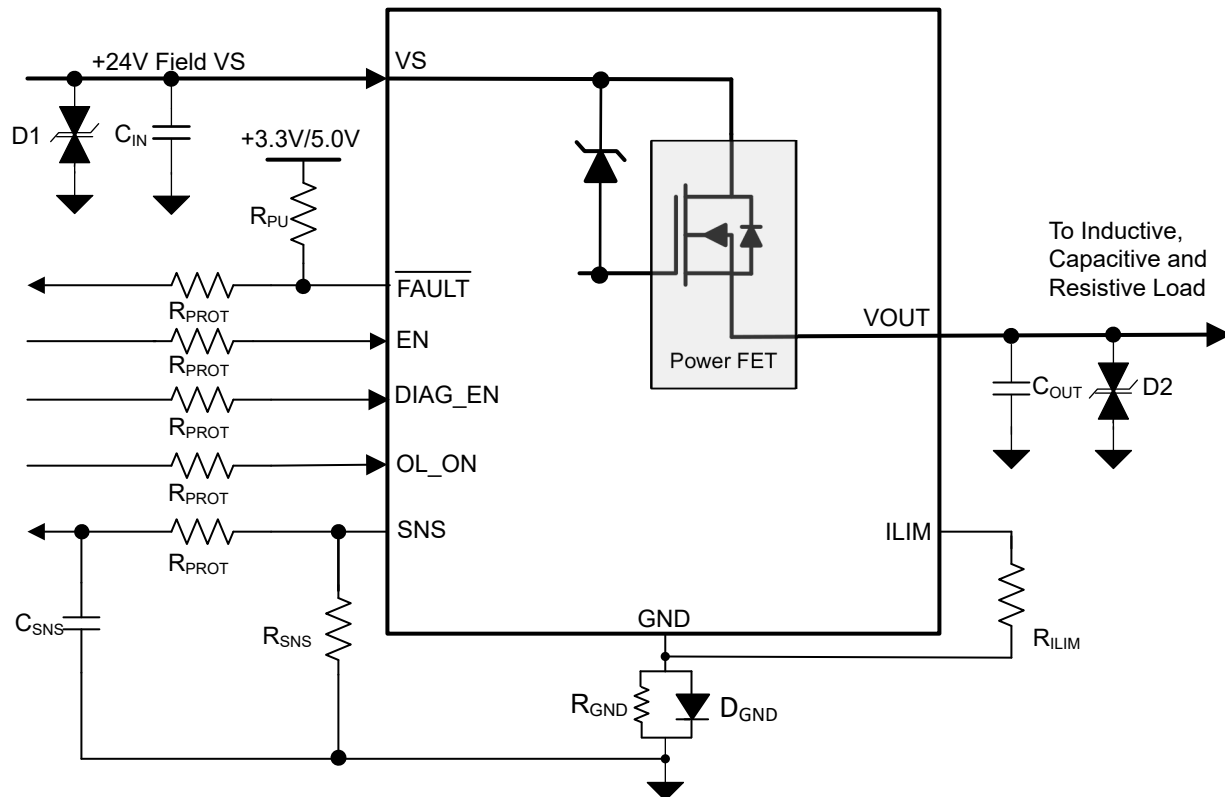 +24V Field VS
VS
D1
CIN
+3.3V/5.0V
RPU
FAULT
RPROT
EN
RPROT
DIAG_EN
RPROT
OL_ON
RPROT
SNS
RPROT
CSNS
RSNS
Power FET
VOUT
To Inductive,
Capacitive and
Resistive Load
COUT
D2
ILIM
RILIM
GND
RGND
DGND